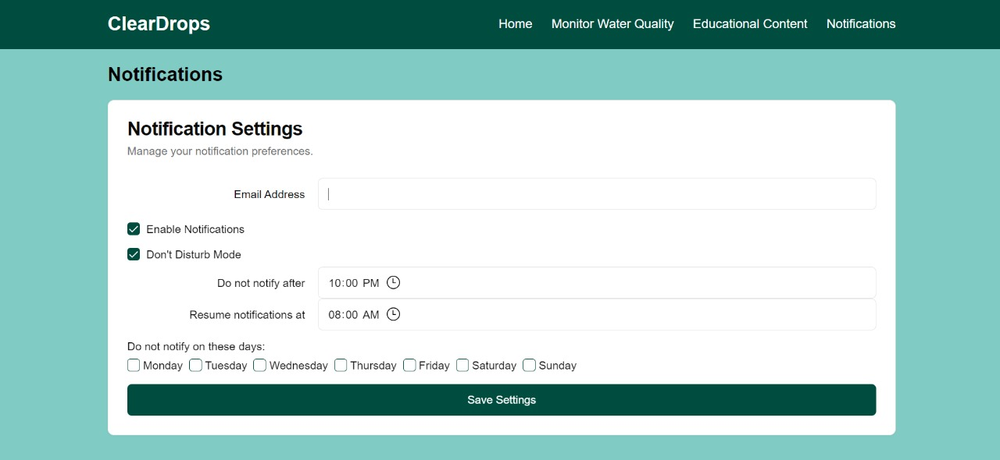 ClearDrops Home Monitor Water Quality Educational Content Notifications
Notifications
Notification Settings
Manage your notification preferences.
Email Address
Enable Notifications
Don't Disturb Mode
Do not notify after 10:00 PM
Resume notifications at 08:00 AM
Do not notify on these days:
Monday Tuesday Wednesday Thursday Friday Saturday Sunday
Save Settings